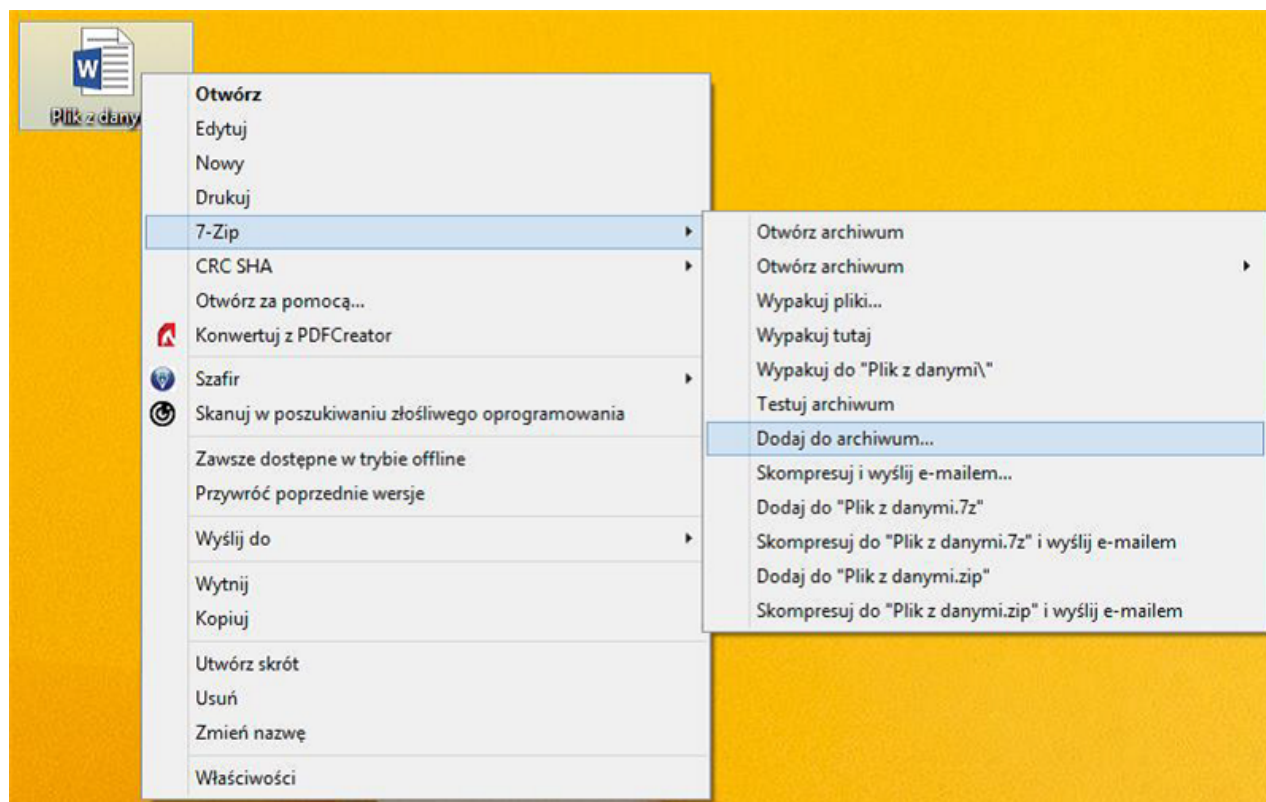 Plik z dany
Otwórz
Edytuj
Nowy
Drukuj
7-Zip
CRC SHA
Otwórz za pomocą...
Konwertuj z PDFCreator
Szafir
Skanuj w poszukiwaniu złośliwego oprogramowania
Zawsze dostępne w trybie offline
Przywróć poprzednie wersje
Wyślij do
Wytnij
Kopiuj
Utwórz skrót
Usuń
Zmień nazwę
Właściwości
Otwórz archiwum
Otwórz archiwum
Wypakuj pliki...
Wypakuj tutaj
Wypakuj do "Plik z danymi\"
Testuj archiwum
Dodaj do archiwum...
Skompresuj i wyślij e-mailem...
Dodaj do "Plik z danymi.7z"
Skompresuj do "Plik z danymi.7z" i wyślij e-mailem
Dodaj do "Plik z danymi.zip"
Skompresuj do "Plik z danymi.zip" i wyślij e-mailem